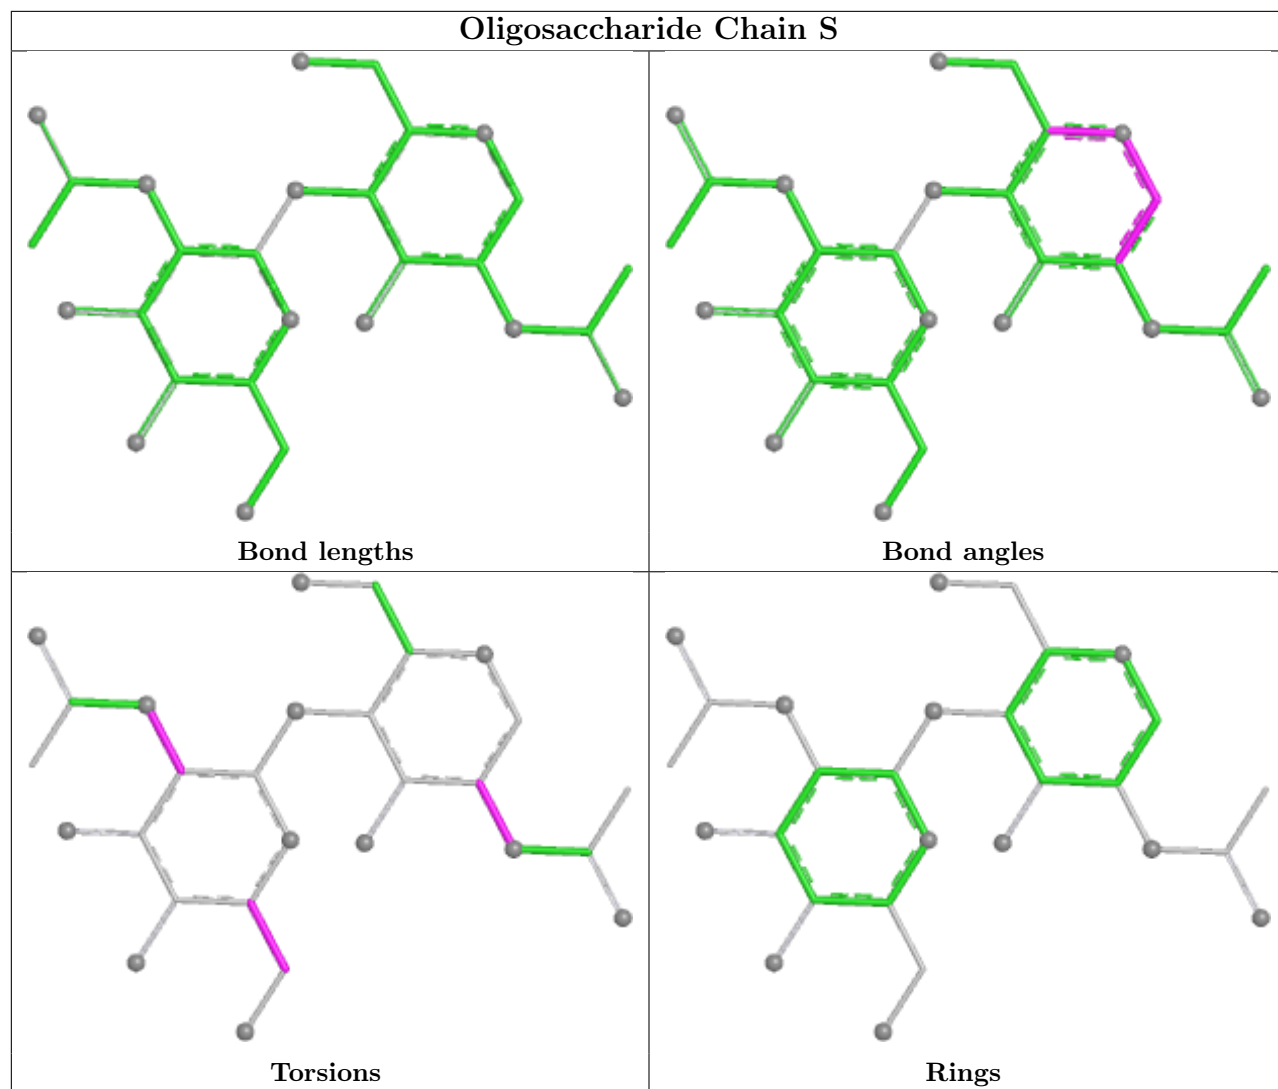 Oligosaccharide Chain S
Bond lengths
Bond angles
Torsions
Rings